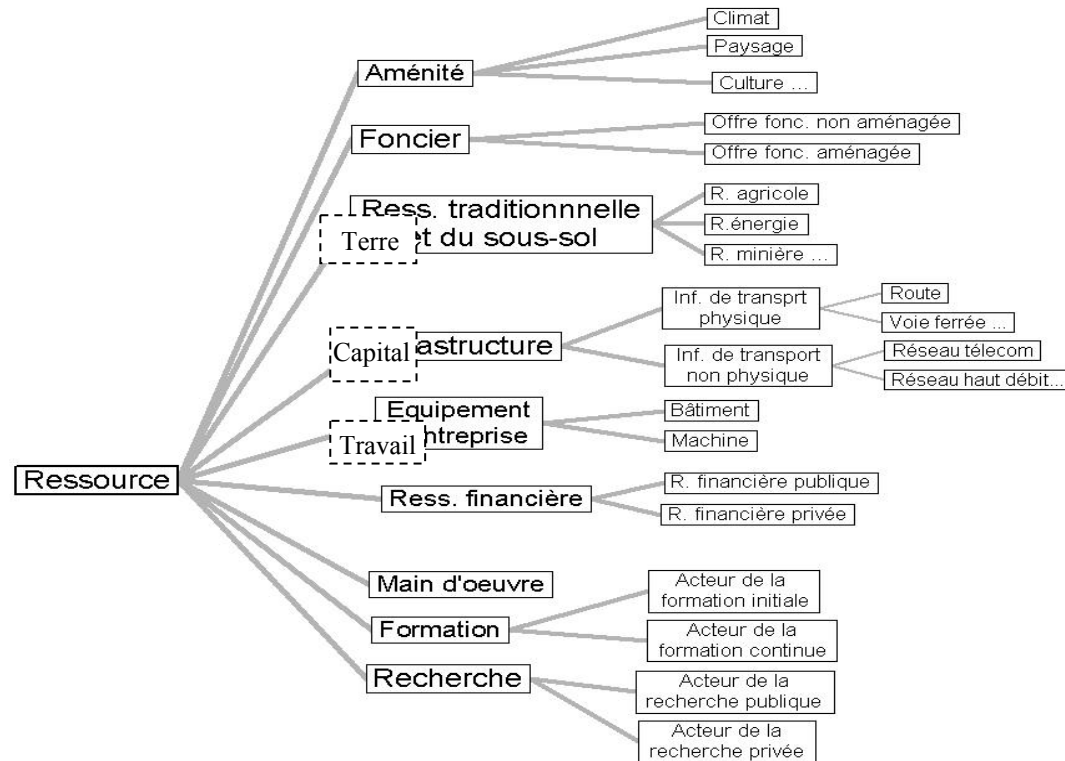 Climat
Paysage
Culture ...
Aménité
Foncier
Offre fonc. non aménagée
Offre fonc. aménagée
Ress. traditionnnelle
et du sous-sol
Terre
R. agricole
R.énergie
R. minière ...
Capital
astructure
Inf. de transprt
physique
Route
Voie ferrée ...
Inf. de transport
non physique
Réseau télecom
Réseau haut débit...
Equipement
ntreprise
Travail
Bâtiment
Machine
Ressource
Ress. financière
R. financière publique
R. financière privée
Main d'oeuvre
Formation
Acteur de la
formation initiale
Acteur de la
formation continue
Recherche
Acteur de la
recherche publique
Acteur de la
recherche privée